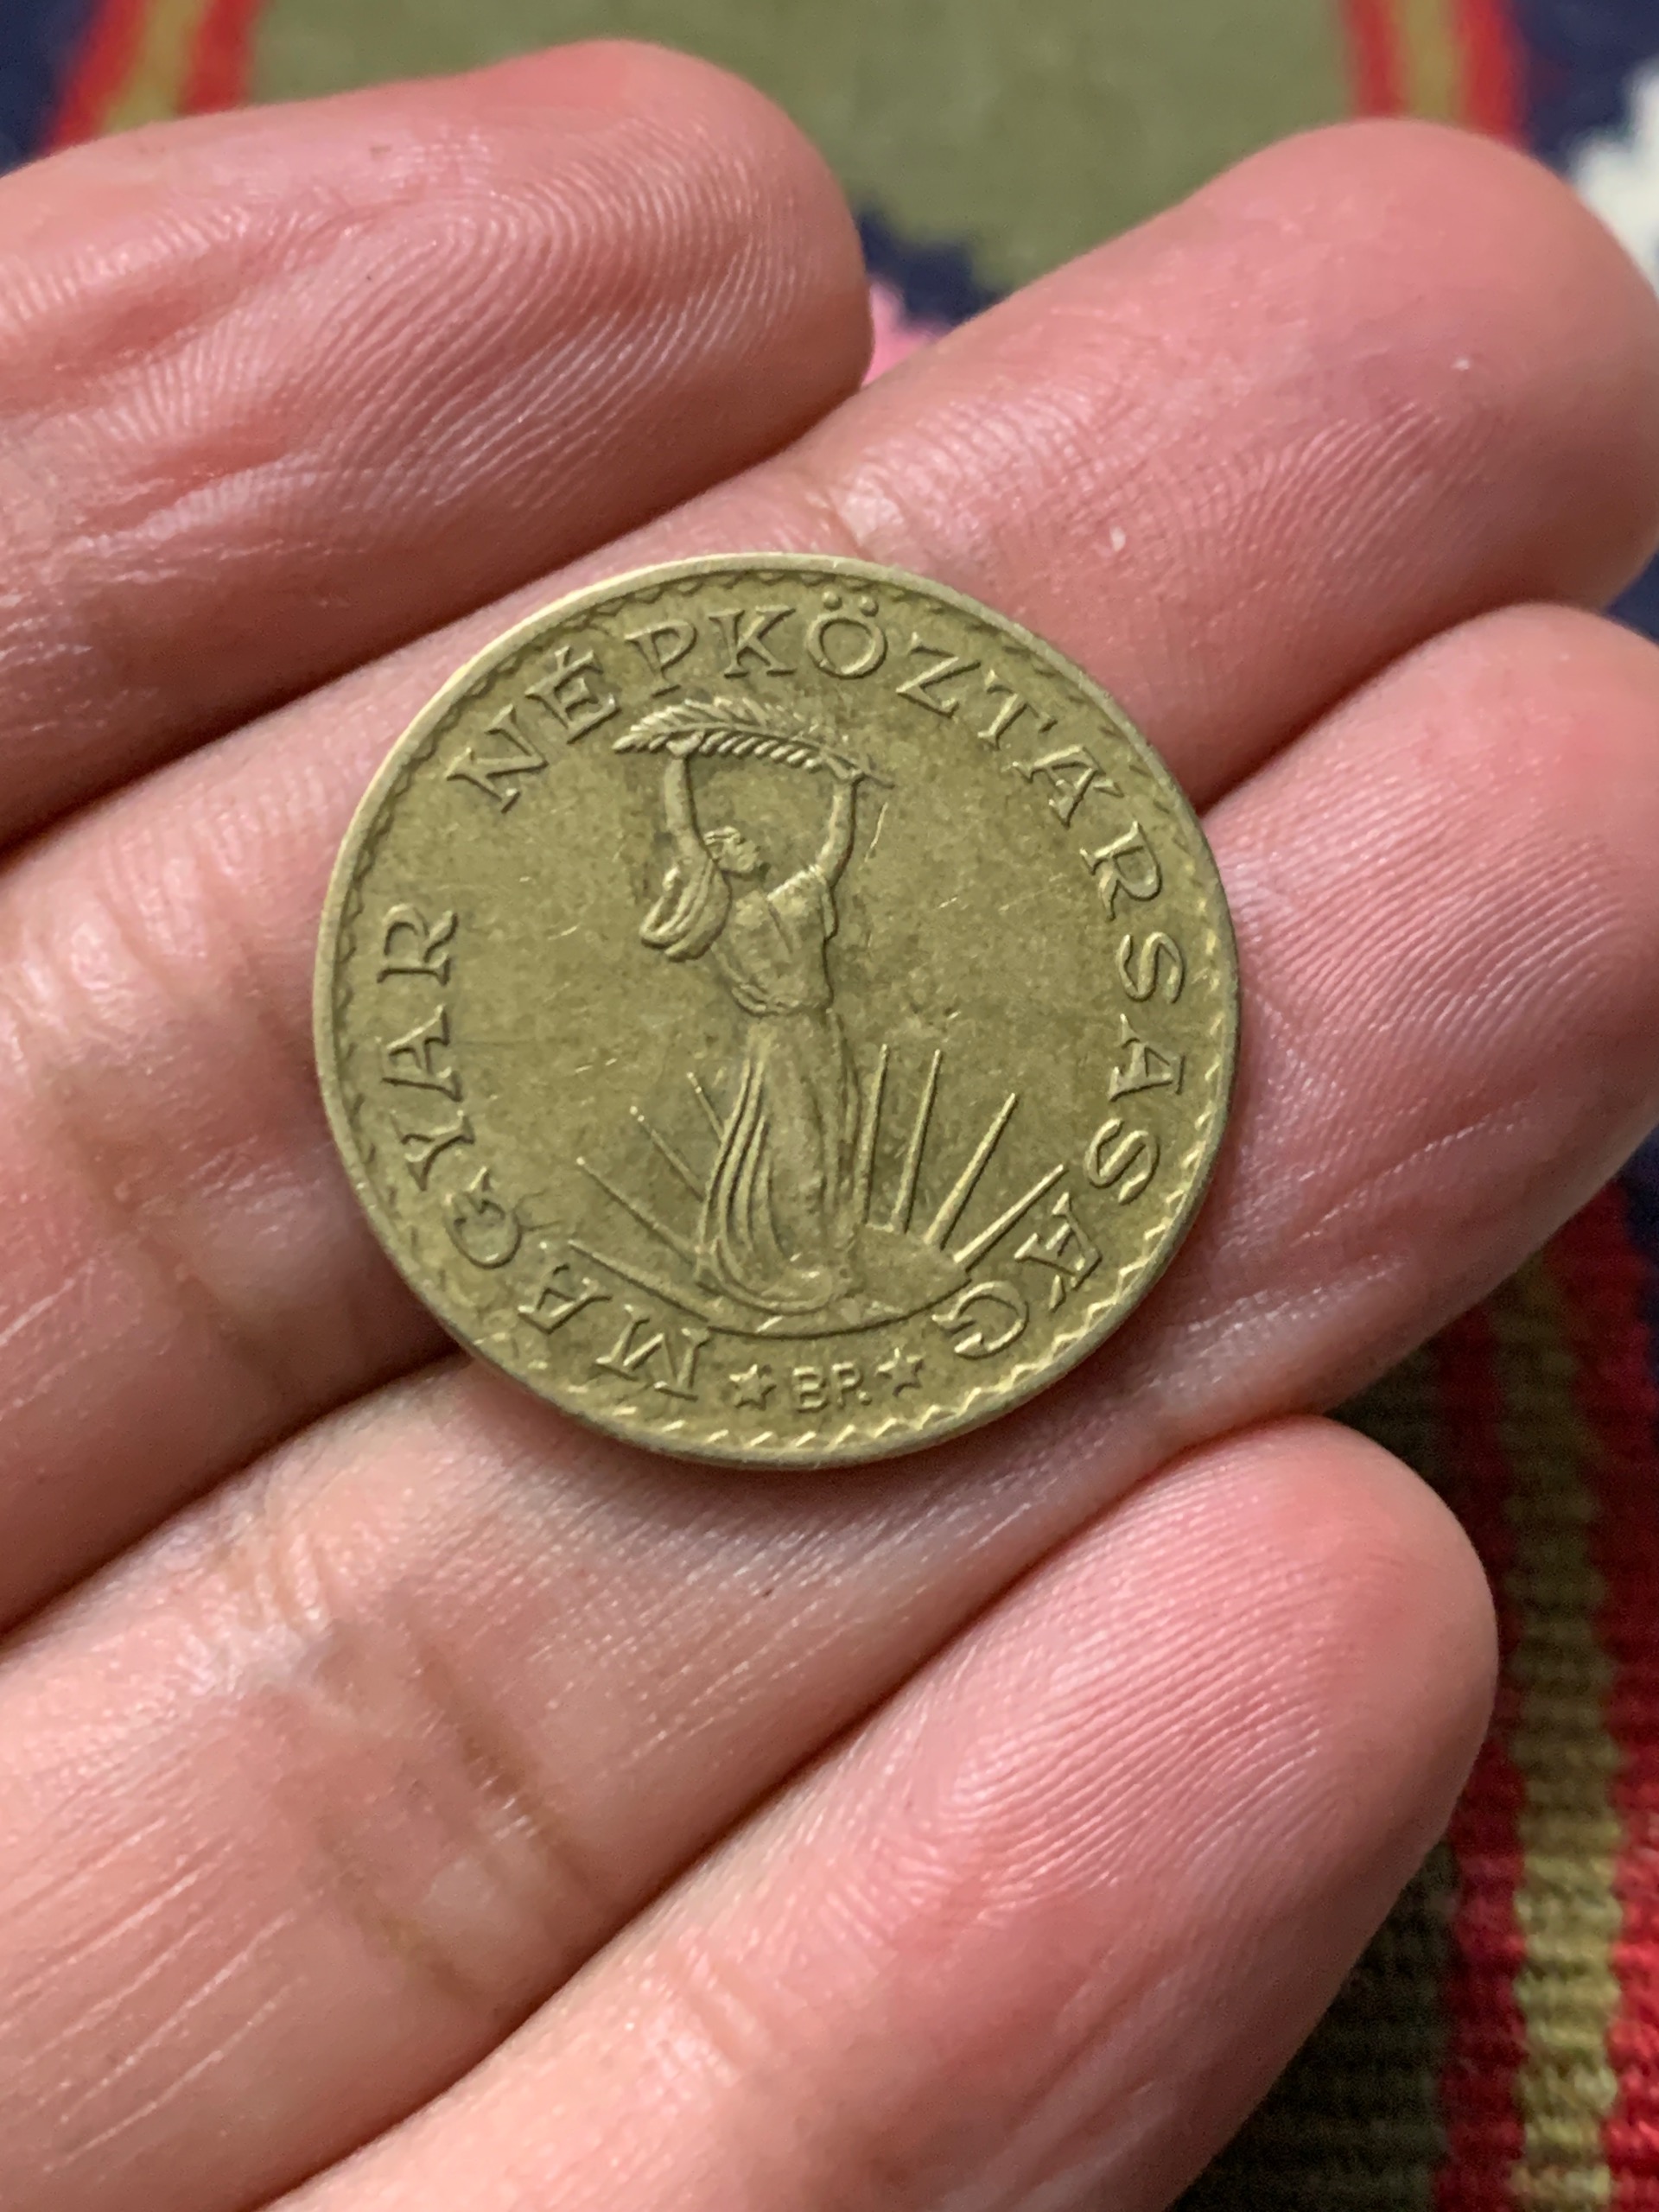 MAGYAR NÉPKÖZTÁRSASÁG
★ BP. ★